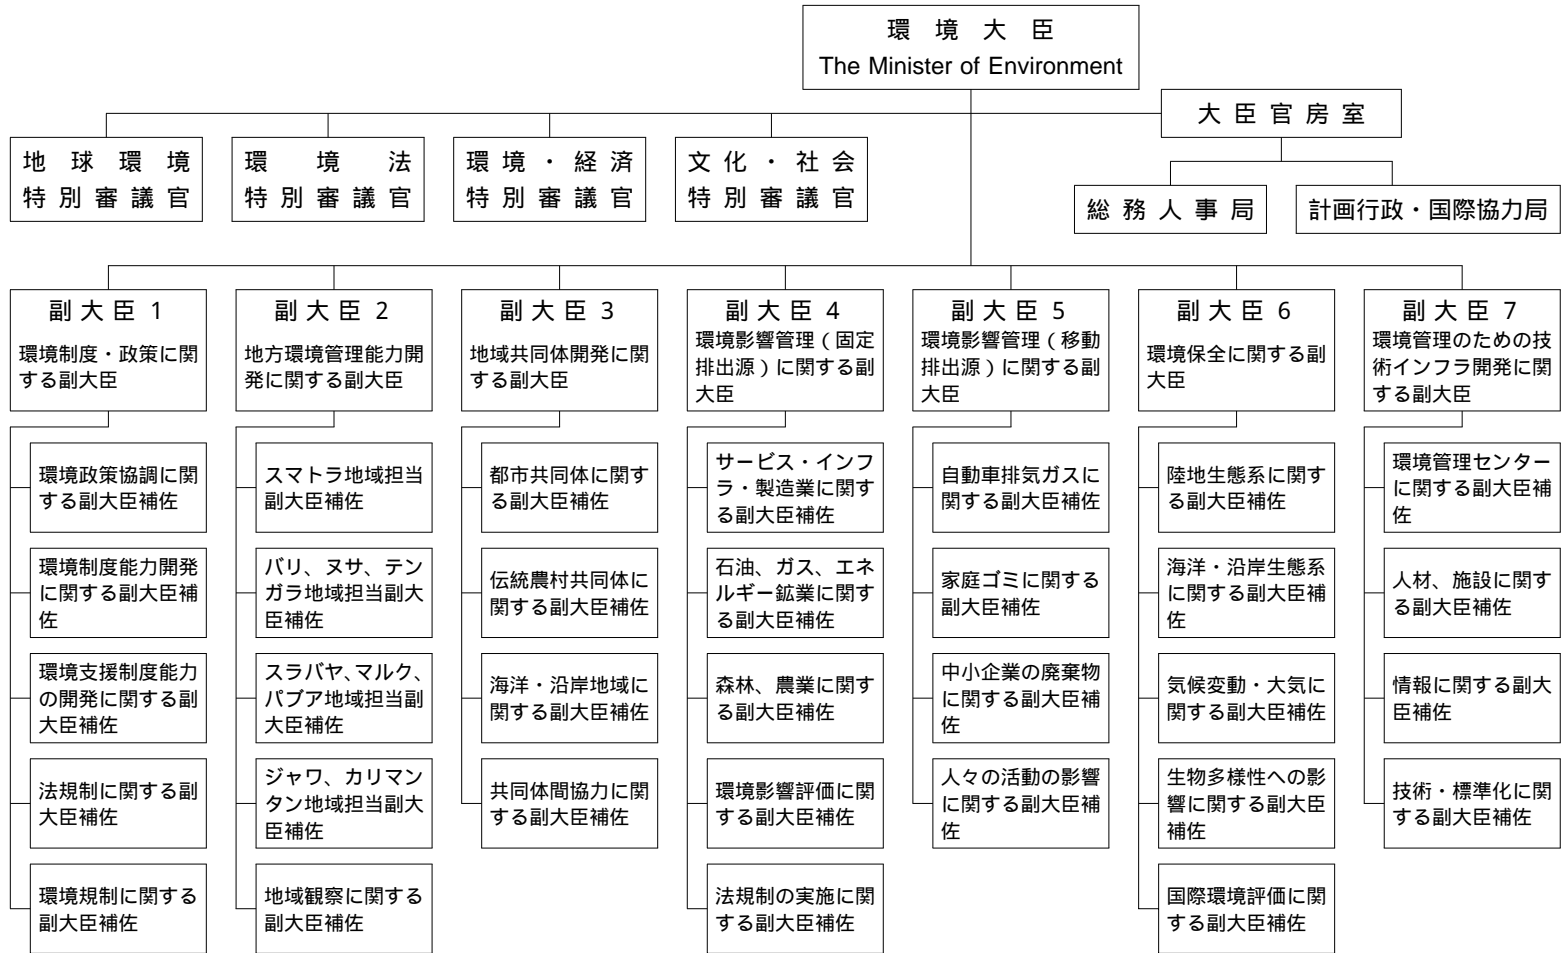 環境大臣
The Minister of Environment
大臣官房室
地球環境
特別審議官
環境法
特別審議官
環境・経済
特別審議官
文化・社会
特別審議官
総務人事局
計画行政・国際協力局
副大臣 1
環境制度・政策に関
する副大臣
環境政策協調に関
する副大臣補佐
環境制度能力開発
に関する副大臣補
佐
環境支援制度能力
の開発に関する副
大臣補佐
法規制に関する副
大臣補佐
環境規制に関する
副大臣補佐
副大臣 2
地方環境管理能力開
発に関する副大臣
スマトラ地域担当
副大臣補佐
バリ、ヌサ、テン
ガラ地域担当副大
臣補佐
スラバヤ、マルク、
パプア地域担当副
大臣補佐
ジャワ、カリマン
タン地域担当副大
臣補佐
地域観察に関する
副大臣補佐
副大臣 3
地域共同体開発に関
する副大臣
都市共同体に関す
る副大臣補佐
伝統農村共同体に
関する副大臣補佐
海洋・沿岸地域に
関する副大臣補佐
共同体間協力に関
する副大臣補佐
副大臣 4
環境影響管理（固定
排出源）に関する副
大臣
サービス・インフ
ラ・製造業に関す
る副大臣補佐
石油、ガス、エネ
ルギー鉱業に関す
る副大臣補佐
森林、農業に関す
る副大臣補佐
環境影響評価に関
する副大臣補佐
法規制の実施に関
する副大臣補佐
副大臣 5
環境影響管理（移動
排出源）に関する副
大臣
自動車排気ガスに
関する副大臣補佐
家庭ゴミに関する
副大臣補佐
中小企業の廃棄物
に関する副大臣補
佐
人々の活動の影響
に関する副大臣補
佐
副大臣 6
環境保全に関する副
大臣
陸地生態系に関す
る副大臣補佐
海洋・沿岸生態系
に関する副大臣補
佐
気候変動・大気に
関する副大臣補佐
生物多様性への影
響に関する副大臣
補佐
国際環境評価に関
する副大臣補佐
副大臣 7
環境管理のための技
術インフラ開発に関
する副大臣
環境管理センター
に関する副大臣補
佐
人材、施設に関す
る副大臣補佐
情報に関する副大
臣補佐
技術・標準化に関
する副大臣補佐